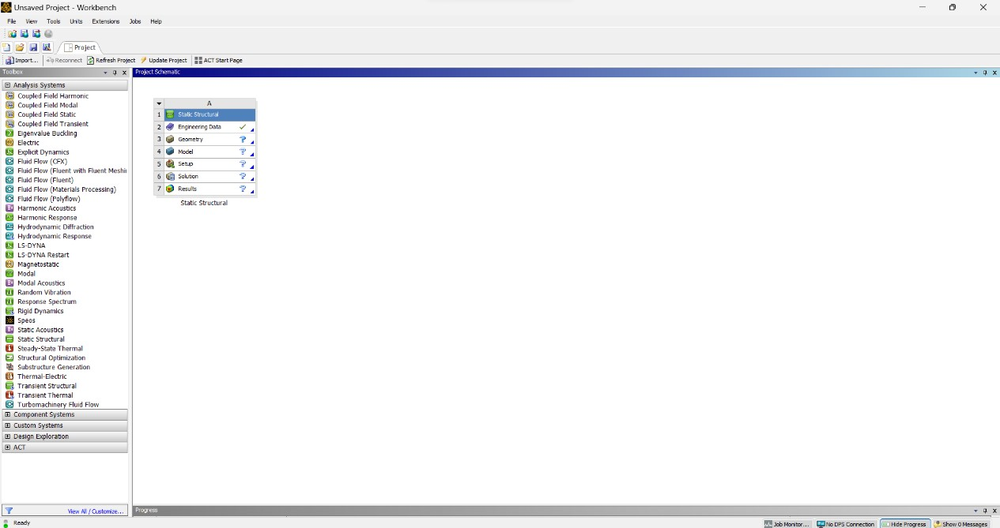 Unsaved Project - Workbench
File View Tools Units Extensions Jobs Help
Project
Import... Reconnect Refresh Project Update Project ACT Start Page
Toolbox
Project Schematic
Analysis Systems
Coupled Field Harmonic
Coupled Field Modal
Coupled Field Static
Coupled Field Transient
Eigenvalue Buckling
Electric
Explicit Dynamics
Fluid Flow (CFX)
Fluid Flow (Fluent with Fluent Meshi
Fluid Flow (Fluent)
Fluid Flow (Materials Processing)
Fluid Flow (Polyflow)
Harmonic Acoustics
Harmonic Response
Hydrodynamic Diffraction
Hydrodynamic Response
LS-DYNA
LS-DYNA Restart
Magnetostatic
Modal
Modal Acoustics
Random Vibration
Response Spectrum
Rigid Dynamics
Speos
Static Acoustics
Static Structural
Steady-State Thermal
Structural Optimization
Substructure Generation
Thermal-Electric
Transient Structural
Transient Thermal
Turbomachinery Fluid Flow
Component Systems
Custom Systems
Design Exploration
ACT
View All / Customize...
A
1 Static Structural
2 Engineering Data
3 Geometry
4 Model
5 Setup
6 Solution
7 Results
Static Structural
Progress
Ready
Job Monitor... No DPS Connection Hide Progress Show 0 Messages